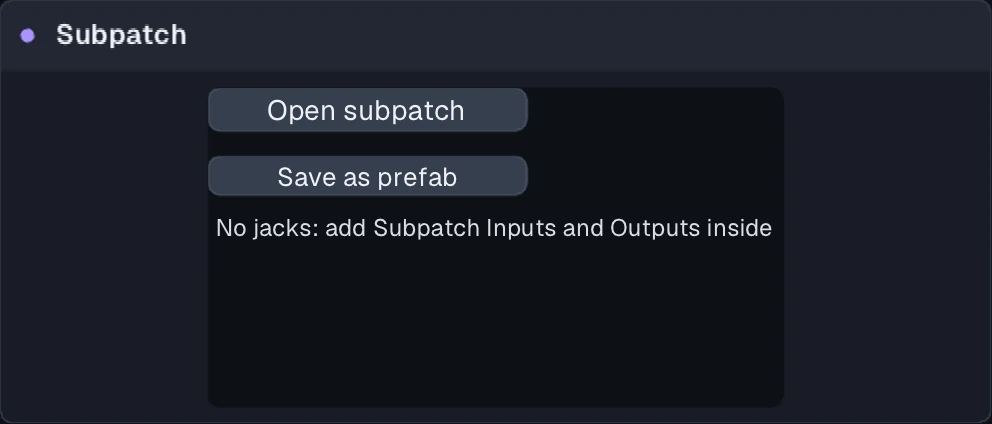 Subpatch
Open subpatch
Save as prefab
No jacks: add Subpatch Inputs and Outputs inside